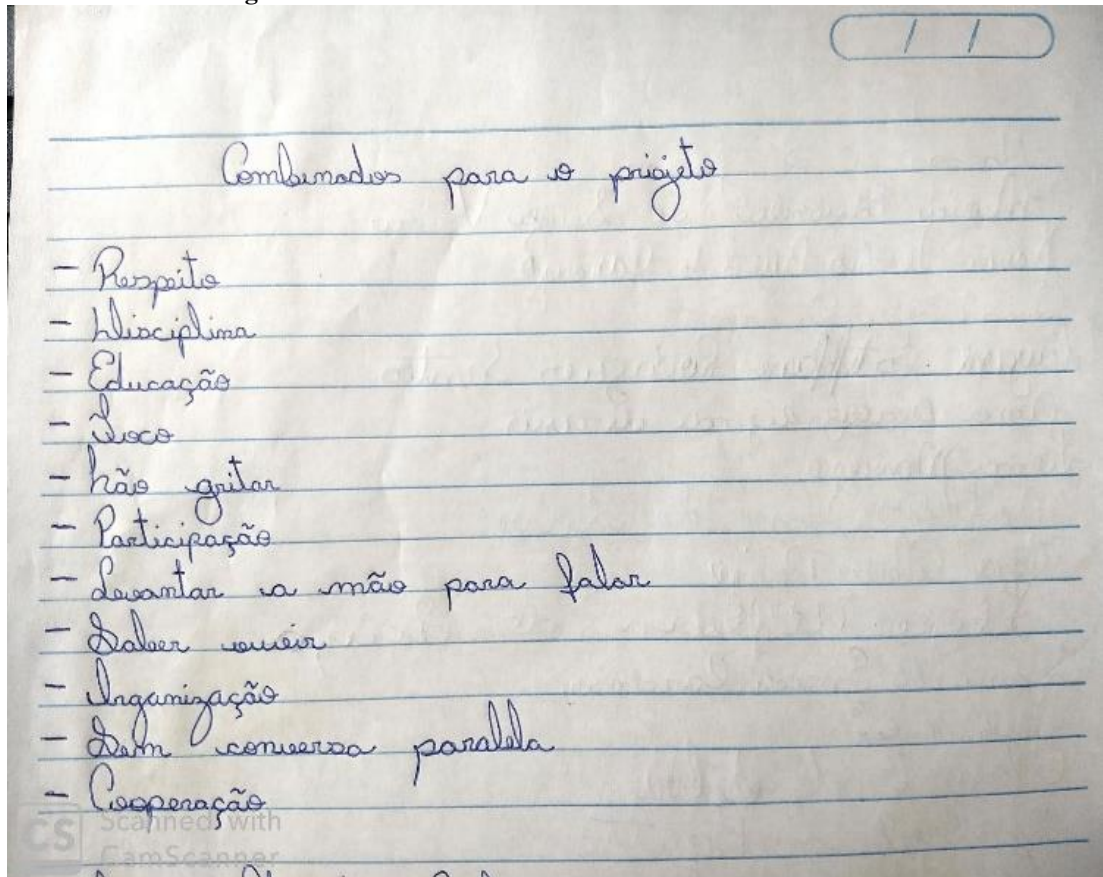 / /
Combinados para o projeto
- Respeito
- Disciplina
- Educação
- Foco
- Não gritar
- Participação
- Levantar a mão para falar
- Saber ouvir
- Organização
- Sem conversa paralela
- Cooperação
CS Scanned with
CamScanner